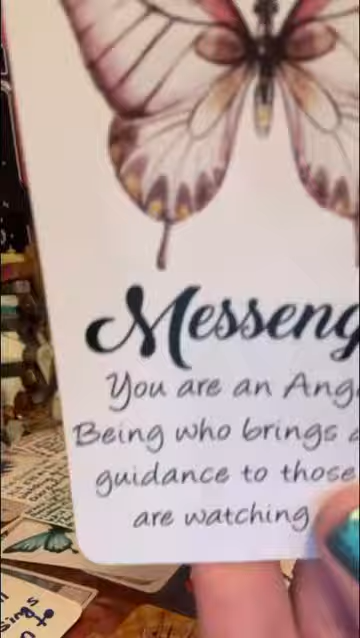 Messeng
You are an Ang
Being who brings a
guidance to those
are watching